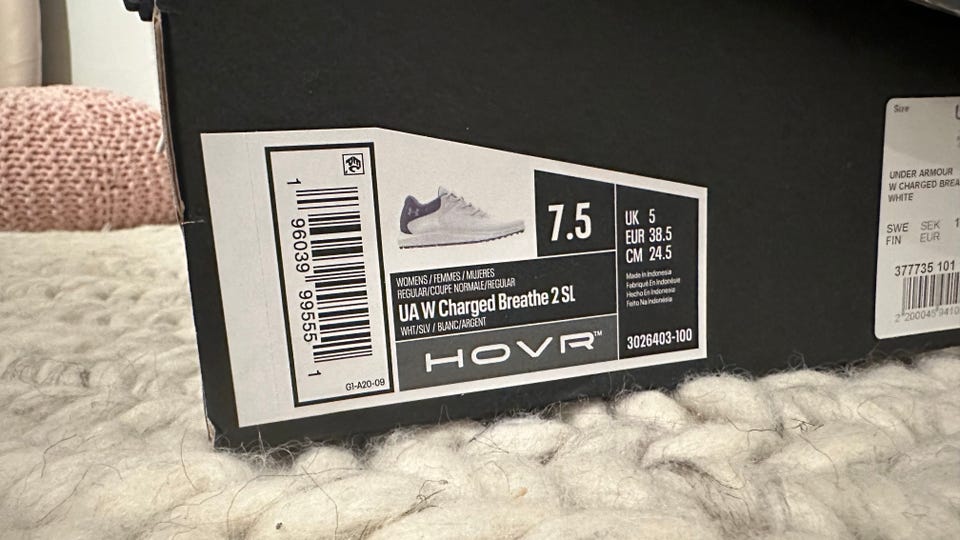 1 96039 99555 1
G1-A20-09
7.5
WOMENS / FEMMES / MUJERES
REGULAR/COUPE NORMALE/REGULAR
UA W Charged Breathe 2 SL
WHT/SLV / BLANC/ARGENT
HOVR™
UK 5
EUR 38.5
CM 24.5
Made in Indonesia
Fabriqué En Indonésie
Hecho En Indonesia
Feito Na Indonésia
3026403-100
Size
UNDER ARMOUR
W CHARGED BREA
WHITE
SWE SEK
FIN EUR
377735 101
2 200045 9410